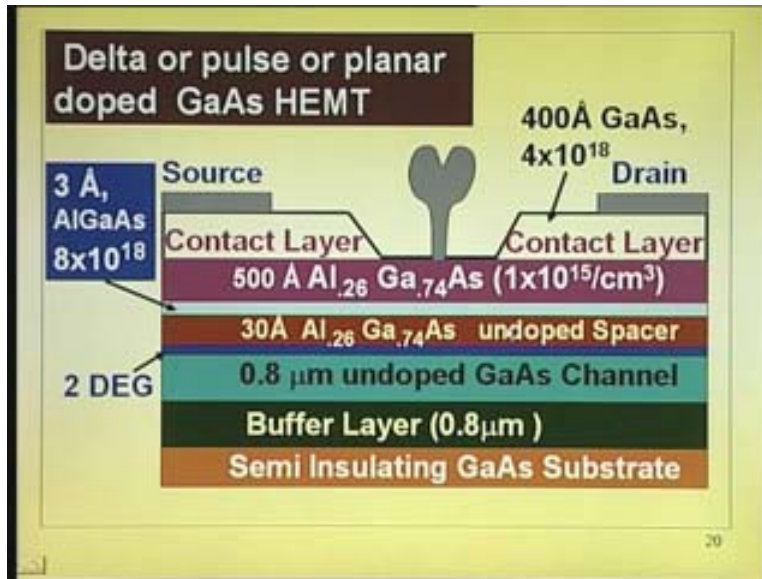 Delta or pulse or planar
doped GaAs HEMT
400Å GaAs,
4x10¹⁸
3 Å,
AlGaAs
8x10¹⁸
Source
Drain
Contact Layer
Contact Layer
500 Å Al.26 Ga.74As (1x10¹⁵/cm³)
30Å Al.26 Ga.74As undoped Spacer
2 DEG
0.8 μm undoped GaAs Channel
Buffer Layer (0.8μm )
Semi Insulating GaAs Substrate
20